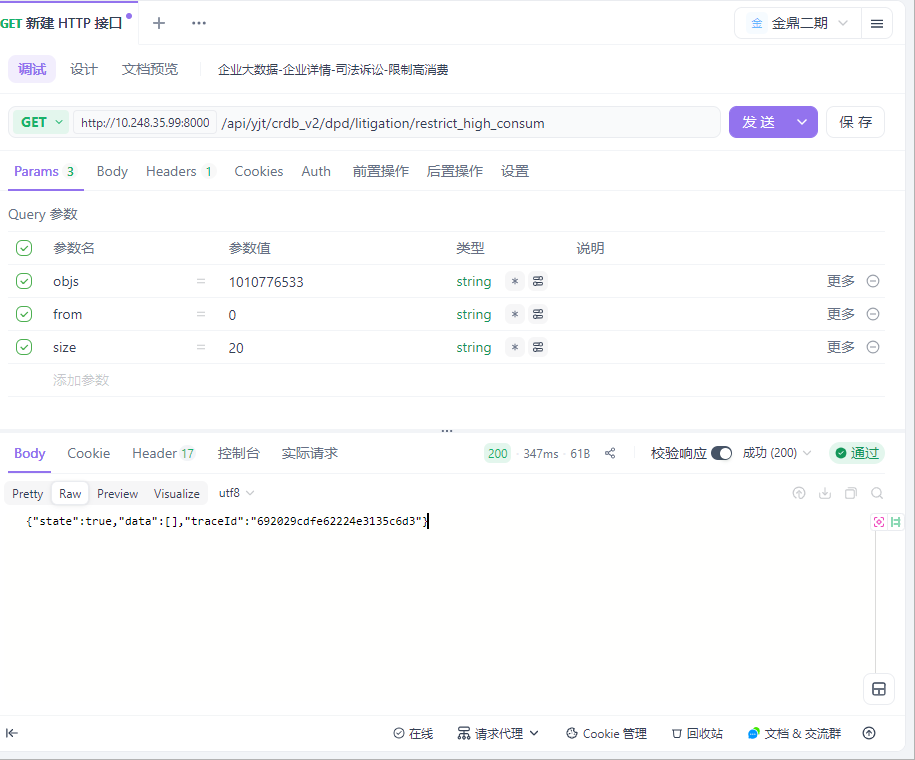 GET 新建 HTTP 接口
金 金鼎二期
调试 设计 文档预览 企业大数据-企业详情-司法诉讼-限制高消费
GET http://10.248.35.99:8000 /api/yjt/crdb_v2/dpd/litigation/restrict_high_consum 发 送 保 存
Params 3 Body Headers 1 Cookies Auth 前置操作 后置操作 设置
Query 参数
参数名 参数值 类型 说明
objs = 1010776533 string * 更多
from = 0 string * 更多
size = 20 string * 更多
添加参数
Body Cookie Header 17 控制台 实际请求 200 · 347ms · 61B 校验响应 成功 (200) 通过
Pretty Raw Preview Visualize utf8
{"state":true,"data":[],"traceId":"692029cdfe62224e3135c6d3"}
在线 请求代理 Cookie 管理 回收站 文档 & 交流群